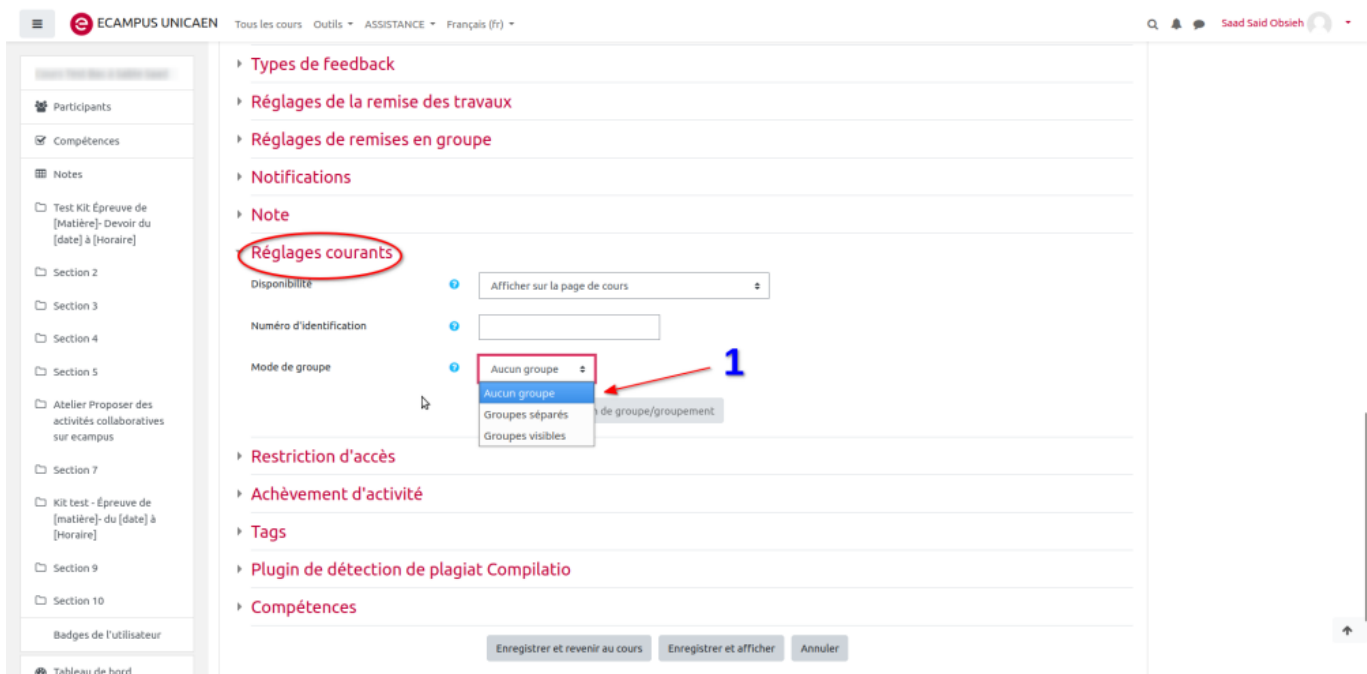 ECAMPUS UNICAEN Tous les cours Outils ASSISTANCE Français (fr) Saad Said Obsieh
Participants
Compétences
Notes
Test Kit Épreuve de
[Matière]- Devoir du
[date] à [Horaire]
Section 2
Section 3
Section 4
Section 5
Atelier Proposer des
activités collaboratives
sur ecampus
Section 7
Kit test - Épreuve de
[matière]- du [date] à
[Horaire]
Section 9
Section 10
Badges de l'utilisateur
Tableau de bord
Types de feedback
Réglages de la remise des travaux
Réglages de remises en groupe
Notifications
Note
Réglages courants
Disponibilité
Afficher sur la page de cours
Numéro d'identification
Mode de groupe
Aucun groupe
1
Aucun groupe
Groupes séparés
de groupe/groupement
Groupes visibles
Restriction d'accès
Achèvement d'activité
Tags
Plugin de détection de plagiat Compilatio
Compétences
Enregistrer et revenir au cours Enregistrer et afficher Annuler